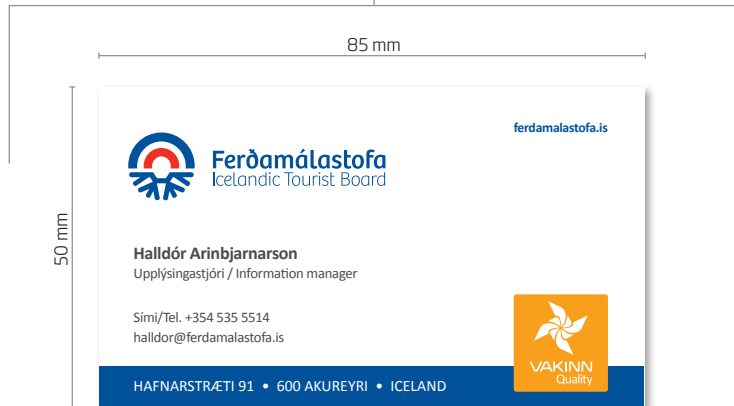 85 mm
50 mm
ferdamalastofa.is
Ferðamálastofa
Icelandic Tourist Board
Halldór Arinbjarnarson
Upplýsingastjóri / Information manager
Sími/Tel. +354 535 5514
halldor@ferdamalastofa.is
VAKINN
Quality
HAFNARSTRÆTI 91 • 600 AKUREYRI • ICELAND